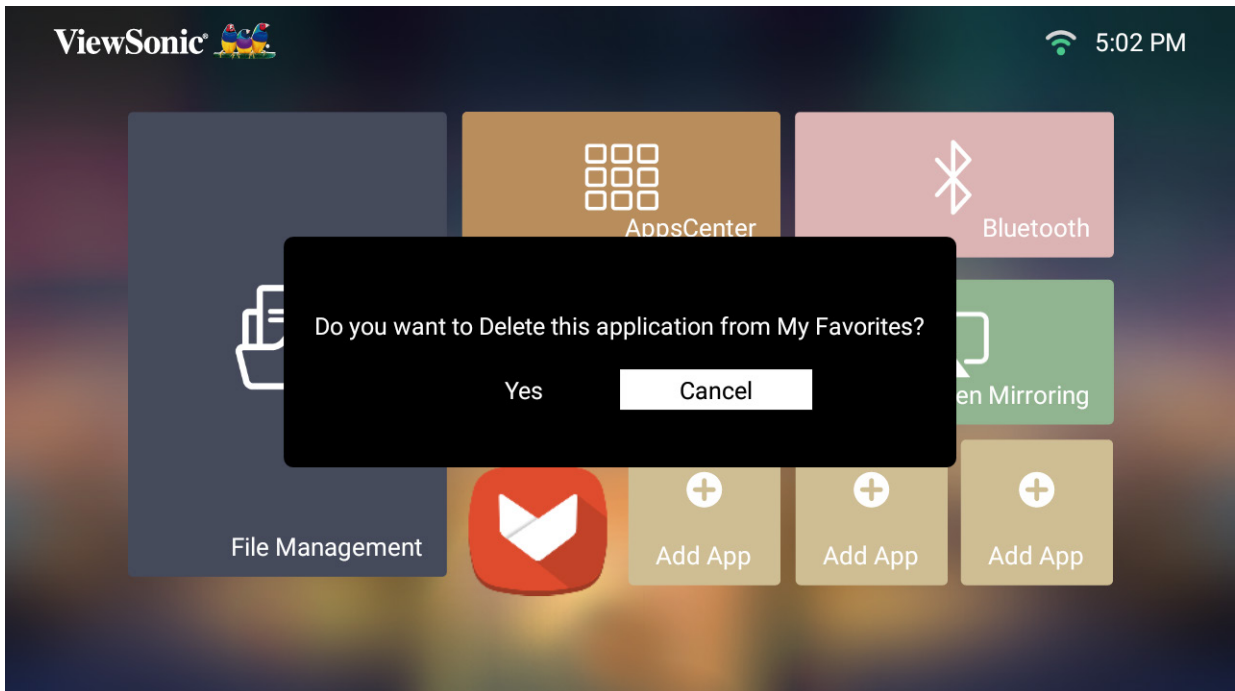 ViewSonic®
5:02 PM
AppsCenter
Bluetooth
Do you want to Delete this application from My Favorites?
Yes
Cancel
en Mirroring
File Management
Add App
Add App
Add App